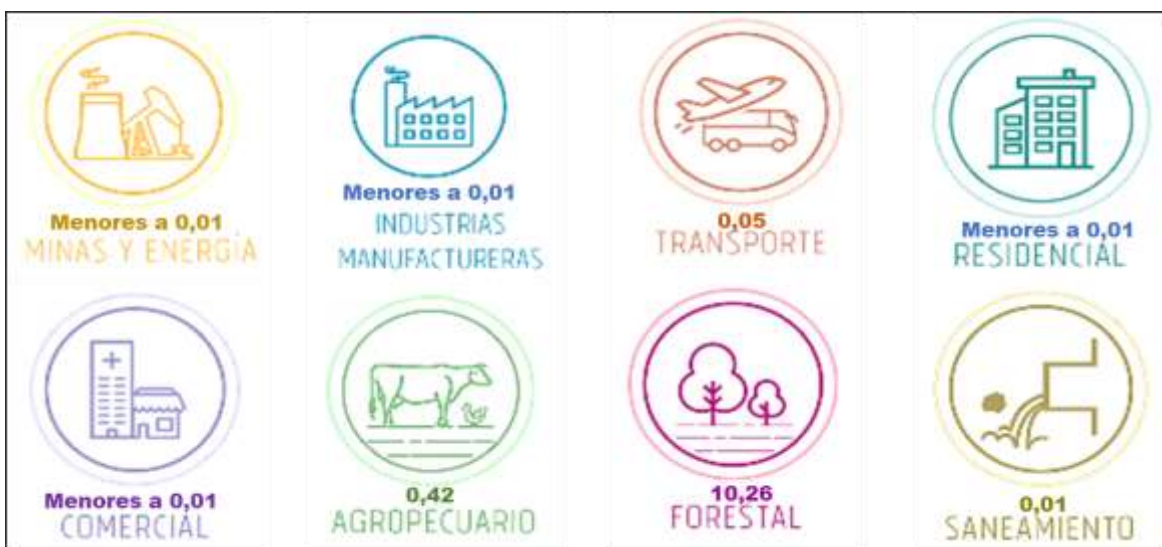 Menores a 0,01
MINAS Y ENERGÍA
Menores a 0,01
INDUSTRIAS
MANUFACTURERAS
0,05
TRANSPORTE
Menores a 0,01
RESIDENCIAL
Menores a 0,01
COMERCIAL
0,42
AGROPECUARIO
10,26
FORESTAL
0,01
SANEAMIENTO